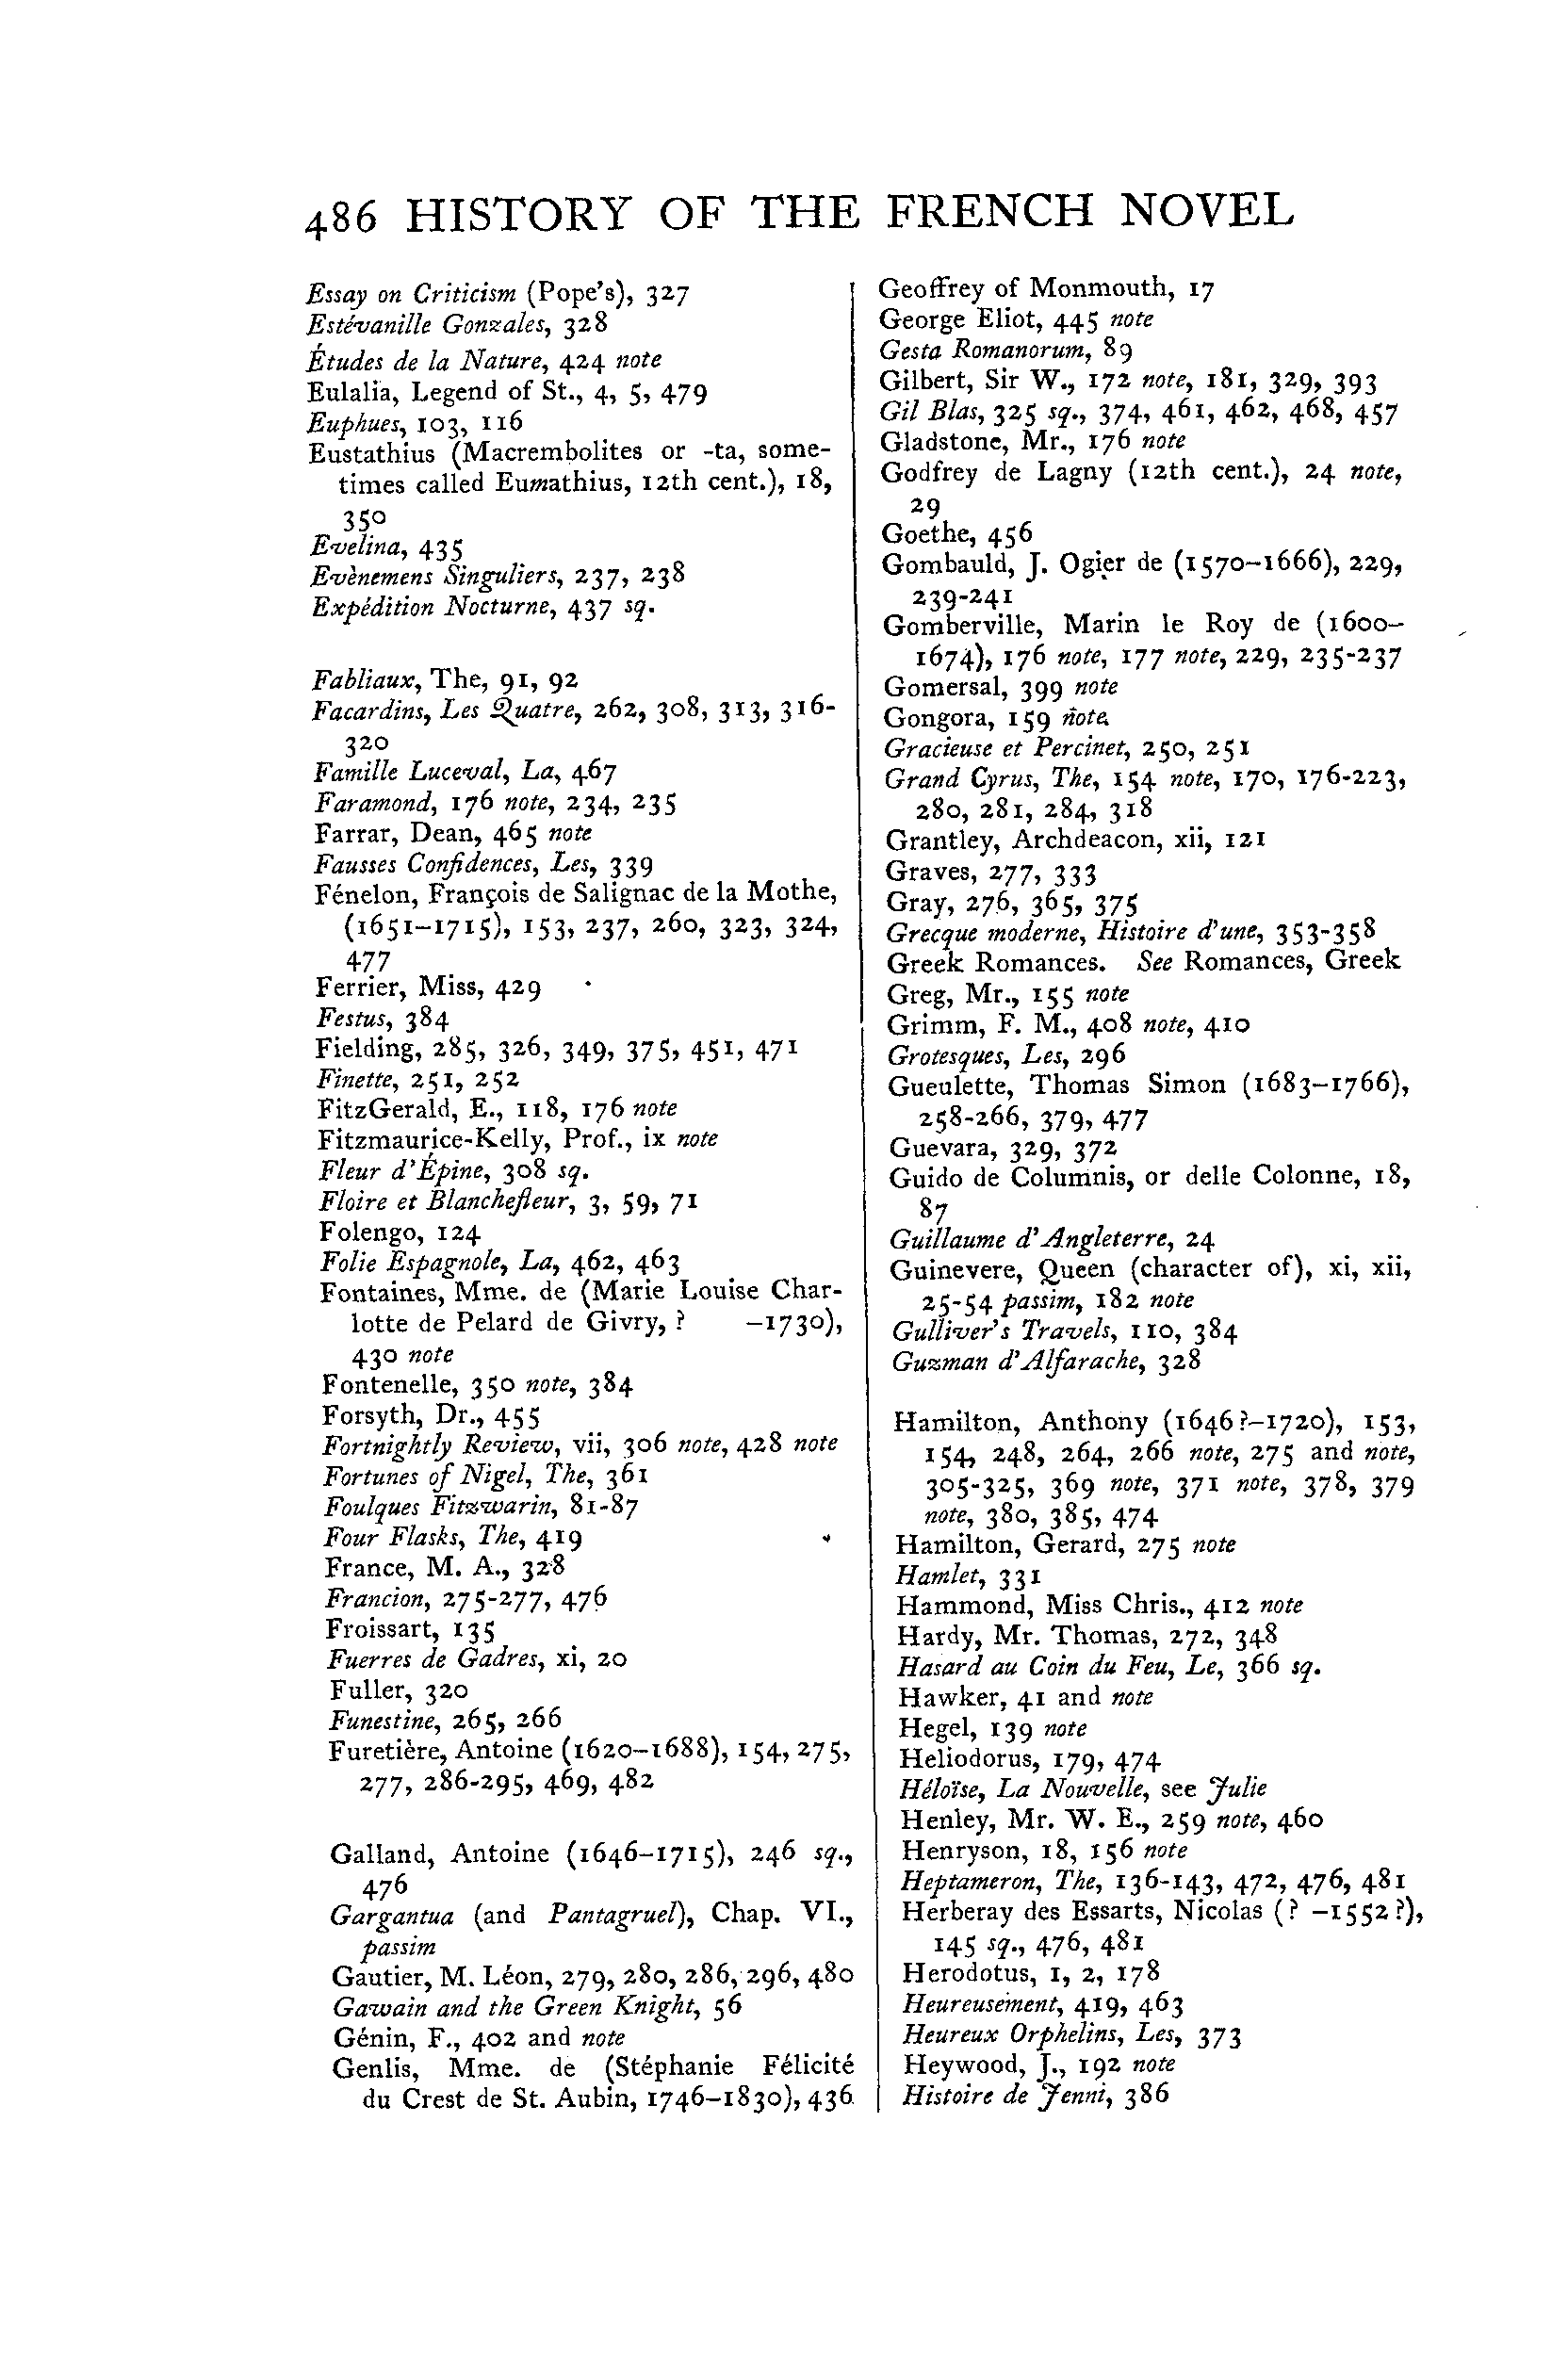 486 HISTORY OF THE FRENCH NOVEL
Essay on Criticism (Pope's), 327
Estévanille Gonzales, 328
Études de la Nature, 424 note
Eulalia, Legend of St., 4, 5, 479
Euphues, 103, 116
Eustathius (Macrembolites or -ta, some-
times called Eumathius, 12th cent.), 18,
350
Evelina, 435
Evènemens Singuliers, 237, 238
Expédition Nocturne, 437 sq.
Fabliaux, The, 91, 92
Facardins, Les Quatre, 262, 308, 313, 316-
320
Famille Luceval, La, 467
Faramond, 176 note, 234, 235
Farrar, Dean, 465 note
Fausses Confidences, Les, 339
Fénelon, François de Salignac de la Mothe,
(1651–1715), 153, 237, 260, 323, 324,
477
Ferrier, Miss, 429
Festus, 384
Fielding, 285, 326, 349, 375, 451, 471
Finette, 251, 252
FitzGerald, E., 118, 176 note
Fitzmaurice-Kelly, Prof., ix note
Fleur d'Épine, 308 sq.
Floire et Blanchefleur, 3, 59, 71
Folengo, 124
Folie Espagnole, La, 462, 463
Fontaines, Mme. de (Marie Louise Char-
lotte de Pelard de Givry, ? –1730),
430 note
Fontenelle, 350 note, 384
Forsyth, Dr., 455
Fortnightly Review, vii, 306 note, 428 note
Fortunes of Nigel, The, 361
Foulques Fitzwarin, 81-87
Four Flasks, The, 419
France, M. A., 328
Francion, 275-277, 476
Froissart, 135
Fuerres de Gadres, xi, 20
Fuller, 320
Funestine, 265, 266
Furetière, Antoine (1620–1688), 154, 275,
277, 286-295, 469, 482
Galland, Antoine (1646–1715), 246 sq.,
476
Gargantua (and Pantagruel), Chap. VI.,
passim
Gautier, M. Léon, 279, 280, 286, 296, 480
Gawain and the Green Knight, 56
Génin, F., 402 and note
Genlis, Mme. de (Stéphanie Félicité
du Crest de St. Aubin, 1746–1830), 436
Geoffrey of Monmouth, 17
George Eliot, 445 note
Gesta Romanorum, 89
Gilbert, Sir W., 172 note, 181, 329, 393
Gil Blas, 325 sq., 374, 461, 462, 468, 457
Gladstone, Mr., 176 note
Godfrey de Lagny (12th cent.), 24 note,
29
Goethe, 456
Gombauld, J. Ogier de (1570–1666), 229,
239-241
Gomberville, Marin le Roy de (1600–
1674), 176 note, 177 note, 229, 235-237
Gomersal, 399 note
Gongora, 159 note
Gracieuse et Percinet, 250, 251
Grand Cyrus, The, 154 note, 170, 176-223,
280, 281, 284, 318
Grantley, Archdeacon, xii, 121
Graves, 277, 333
Gray, 276, 365, 375
Grecque moderne, Histoire d'une, 353-358
Greek Romances. See Romances, Greek
Greg, Mr., 155 note
Grimm, F. M., 408 note, 410
Grotesques, Les, 296
Gueulette, Thomas Simon (1683–1766),
258-266, 379, 477
Guevara, 329, 372
Guido de Columnis, or delle Colonne, 18,
87
Guillaume d'Angleterre, 24
Guinevere, Queen (character of), xi, xii,
25-54 passim, 182 note
Gulliver's Travels, 110, 384
Guzman d'Alfarache, 328
Hamilton, Anthony (1646?–1720), 153,
154, 248, 264, 266 note, 275 and note,
305-325, 369 note, 371 note, 378, 379
note, 380, 385, 474
Hamilton, Gerard, 275 note
Hamlet, 331
Hammond, Miss Chris., 412 note
Hardy, Mr. Thomas, 272, 348
Hasard au Coin du Feu, Le, 366 sq.
Hawker, 41 and note
Hegel, 139 note
Heliodorus, 179, 474
Héloïse, La Nouvelle, see Julie
Henley, Mr. W. E., 259 note, 460
Henryson, 18, 156 note
Heptameron, The, 136-143, 472, 476, 481
Herberay des Essarts, Nicolas (? –1552?),
145 sq., 476, 481
Herodotus, 1, 2, 178
Heureusement, 419, 463
Heureux Orphelins, Les, 373
Heywood, J., 192 note
Histoire de Jenni, 386